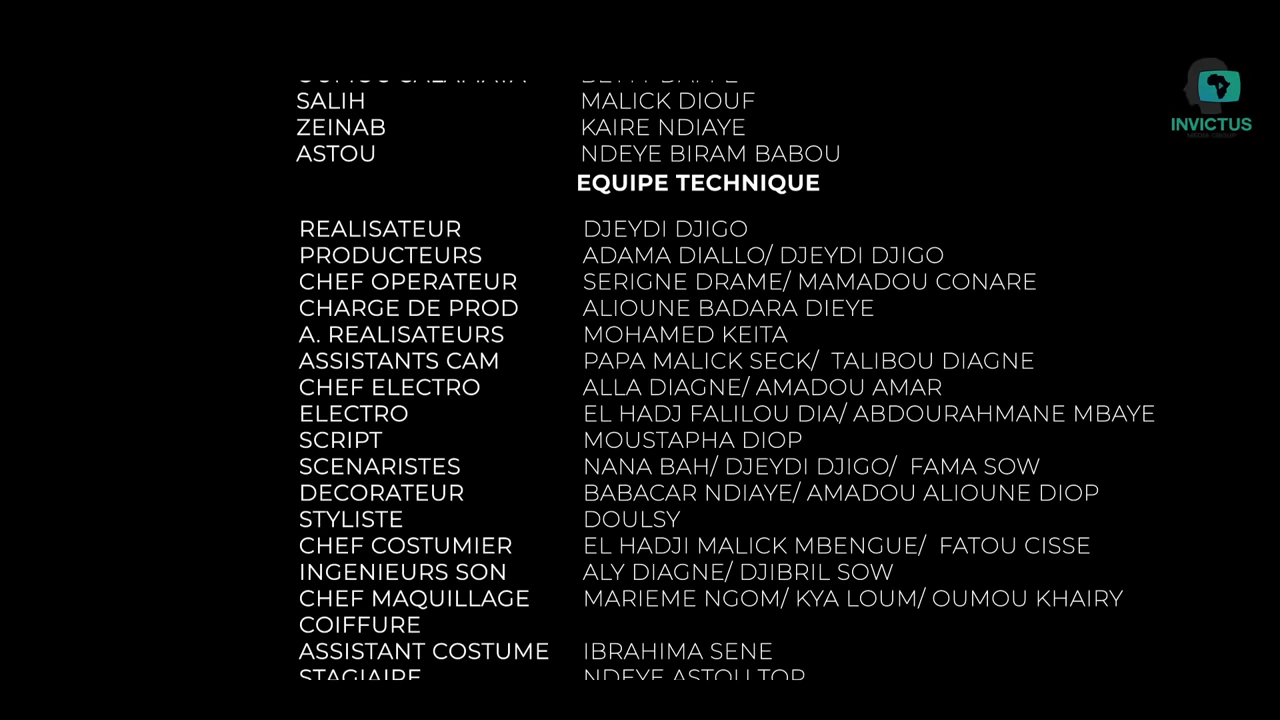 SALIH MALICK DIOUF
ZEINAB KAIRE NDIAYE
ASTOU NDEYE BIRAM BABOU
EQUIPE TECHNIQUE
REALISATEUR DJEYDI DJIGO
PRODUCTEURS ADAMA DIALLO/ DJEYDI DJIGO
CHEF OPERATEUR SERIGNE DRAME/ MAMADOU CONARE
CHARGE DE PROD ALIOUNE BADARA DIEYE
A. REALISATEURS MOHAMED KEITA
ASSISTANTS CAM PAPA MALICK SECK/ TALIBOU DIAGNE
CHEF ELECTRO ALLA DIAGNE/ AMADOU AMAR
ELECTRO EL HADJ FALILOU DIA/ ABDOURAHMANE MBAYE
SCRIPT MOUSTAPHA DIOP
SCENARISTES NANA BAH/ DJEYDI DJIGO/ FAMA SOW
DECORATEUR BABACAR NDIAYE/ AMADOU ALIOUNE DIOP
STYLISTE DOULSY
CHEF COSTUMIER EL HADJI MALICK MBENGUE/ FATOU CISSE
INGENIEURS SON ALY DIAGNE/ DJIBRIL SOW
CHEF MAQUILLAGE MARIEME NGOM/ KYA LOUM/ OUMOU KHAIRY
COIFFURE
ASSISTANT COSTUME IBRAHIMA SENE
STAGIAIRE NDEYE ASTOU TOP
INVICTUS
MEDIA GROUP